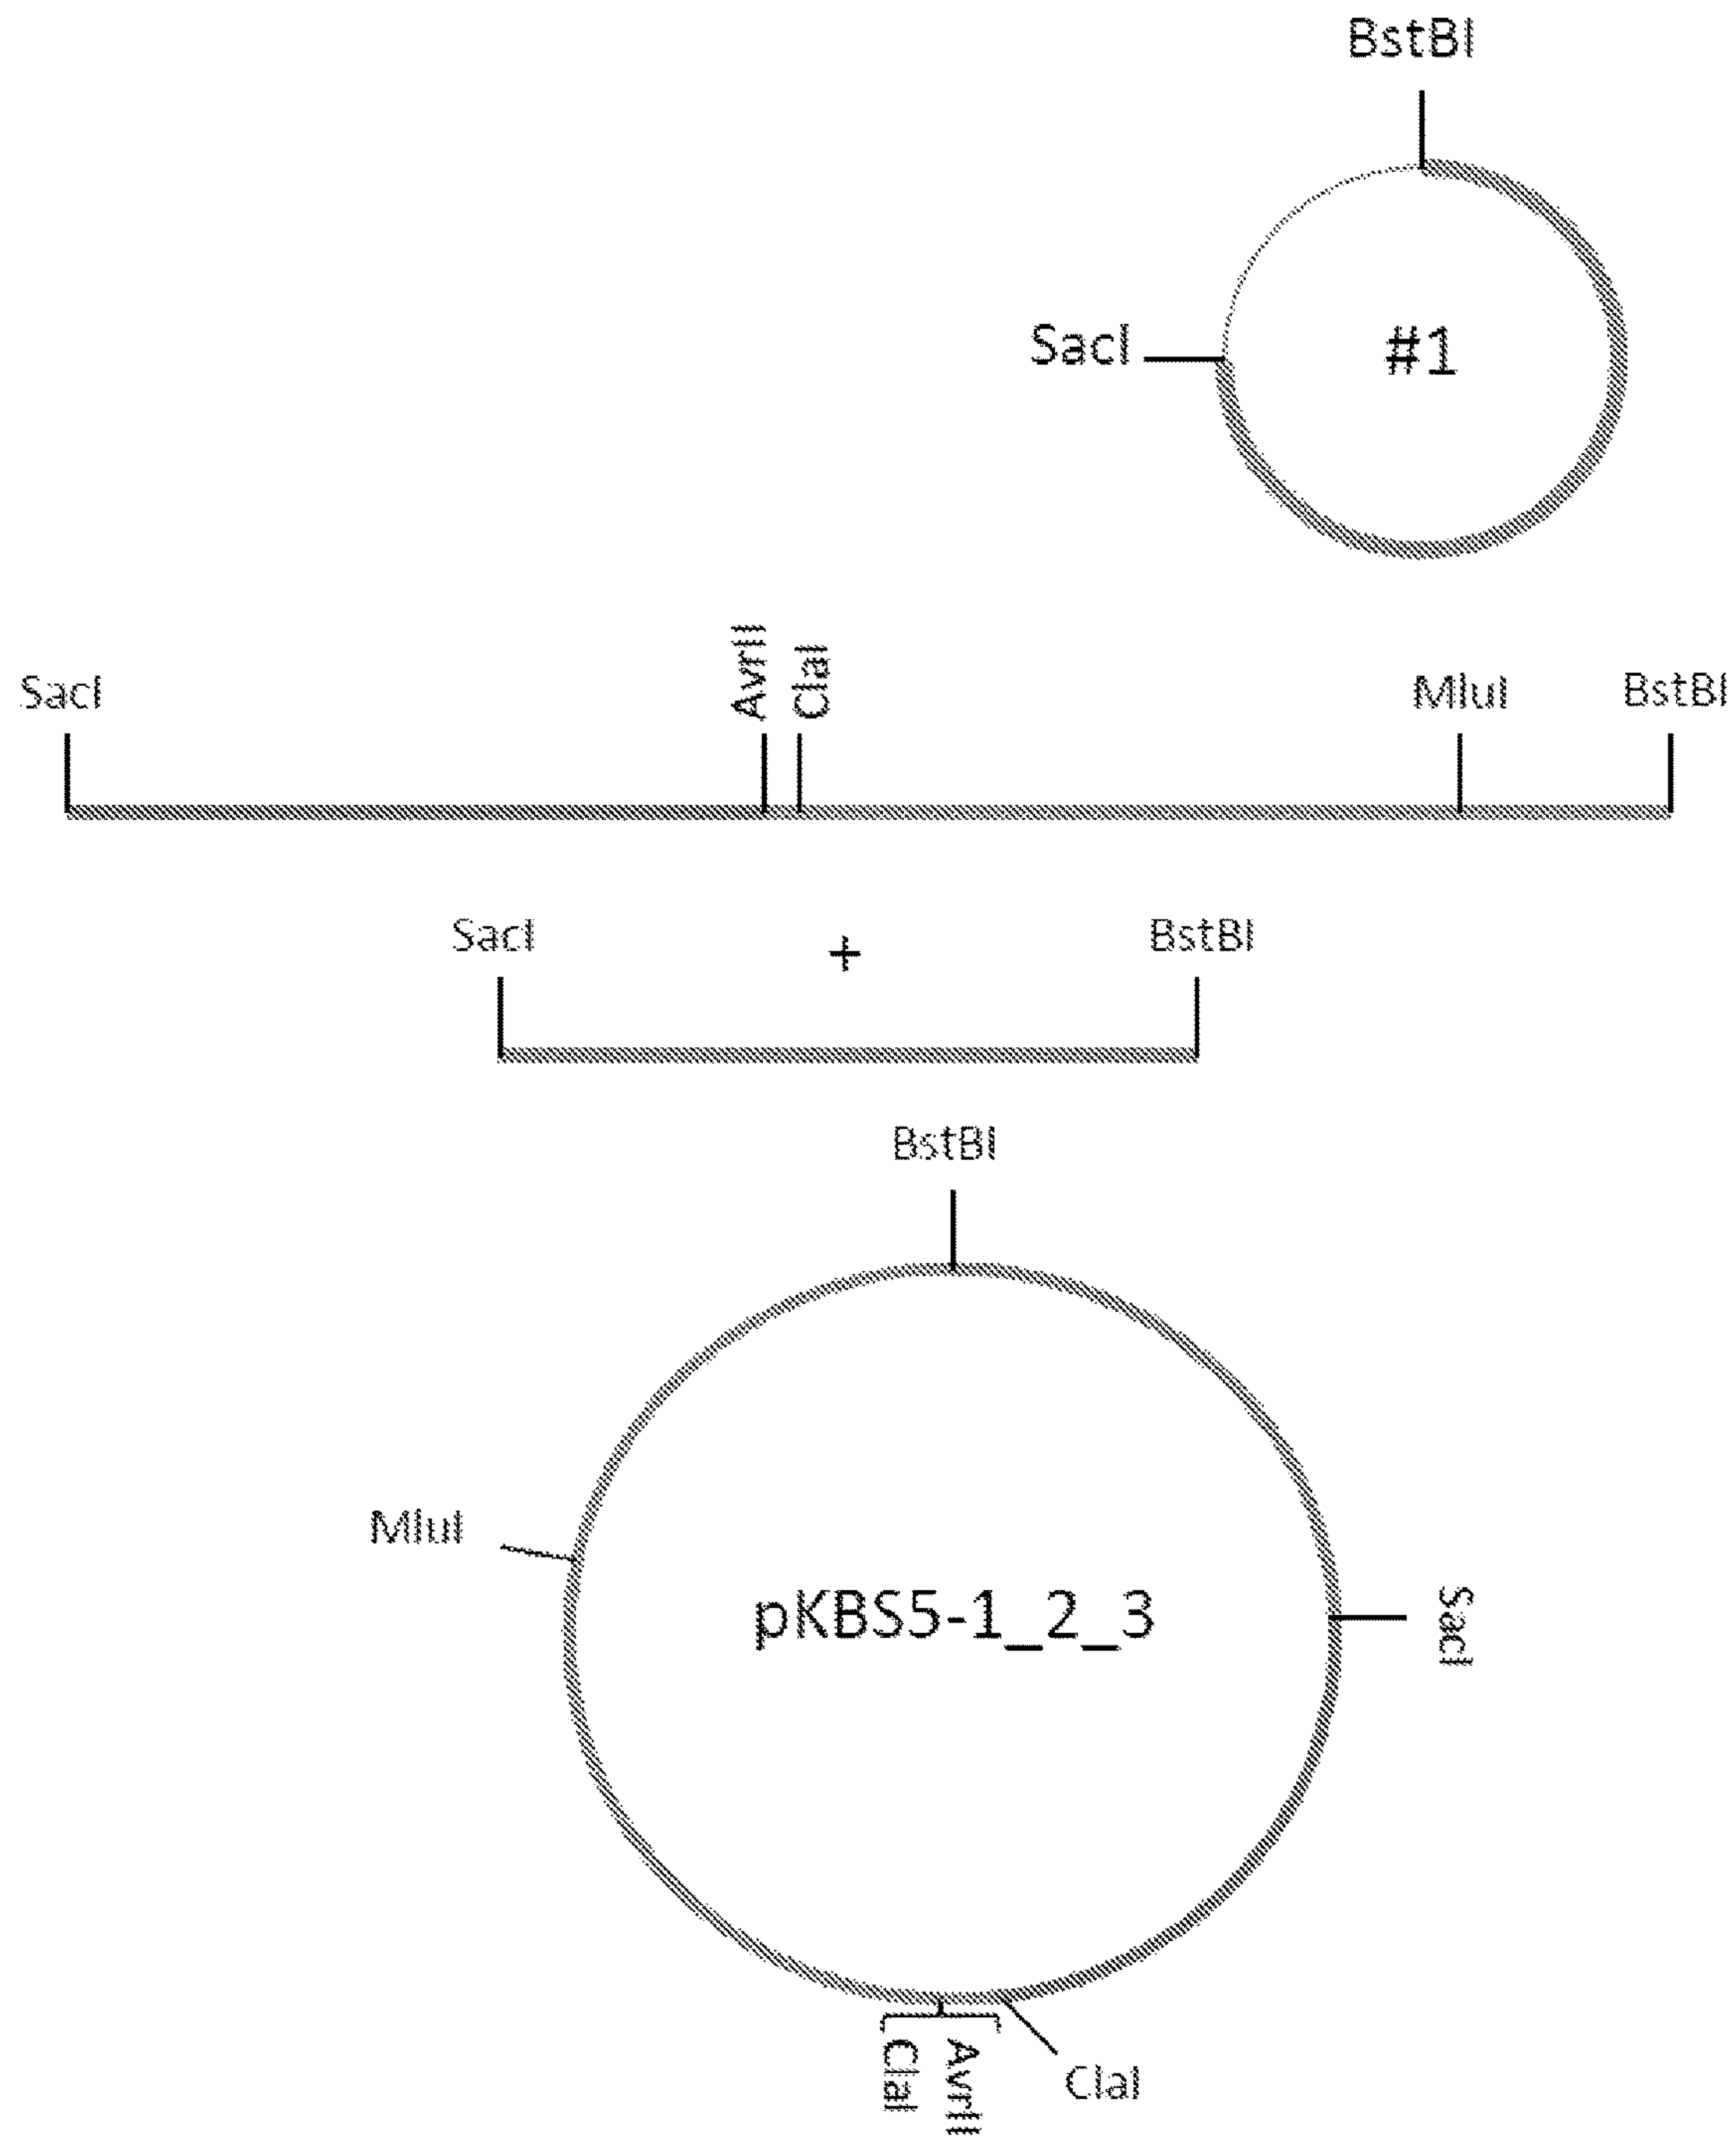 BstBI
SacI
#1
SacI
AvrII
ClaI
MluI
BstBI
SacI
+
BstBI
BstBI
MluI
pKBS5-1_2_3
SacI
ClaI
AvrII
ClaI